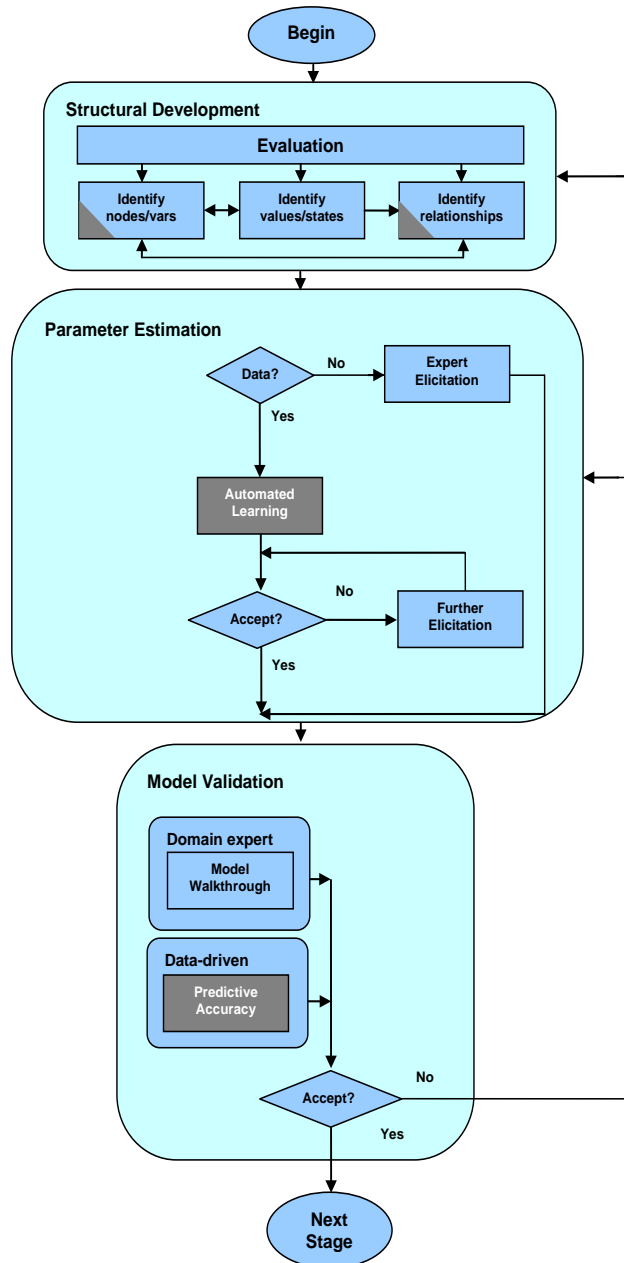 Begin
Structural Development
Evaluation
Identify
nodes/vars
Identify
values/states
Identify
relationships
Parameter Estimation
Data?
No
Expert
Elicitation
Yes
Automated
Learning
No
Accept?
Further
Elicitation
Yes
Model Validation
Domain expert
Model
Walkthrough
Data-driven
Predictive
Accuracy
No
Accept?
Yes
Next
Stage